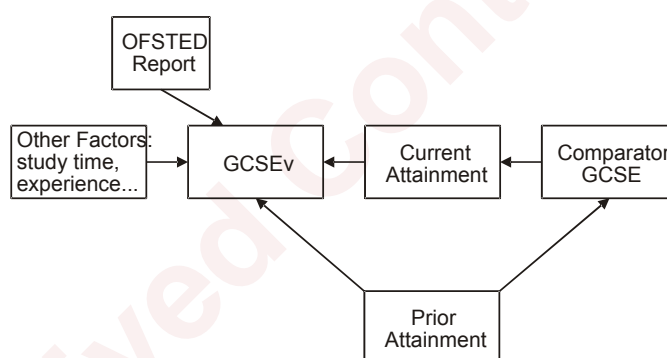 OFSTED
Report
Other Factors:
study time,
experience...
GCSEv
Current
Attainment
Comparator
GCSE
Prior
Attainment